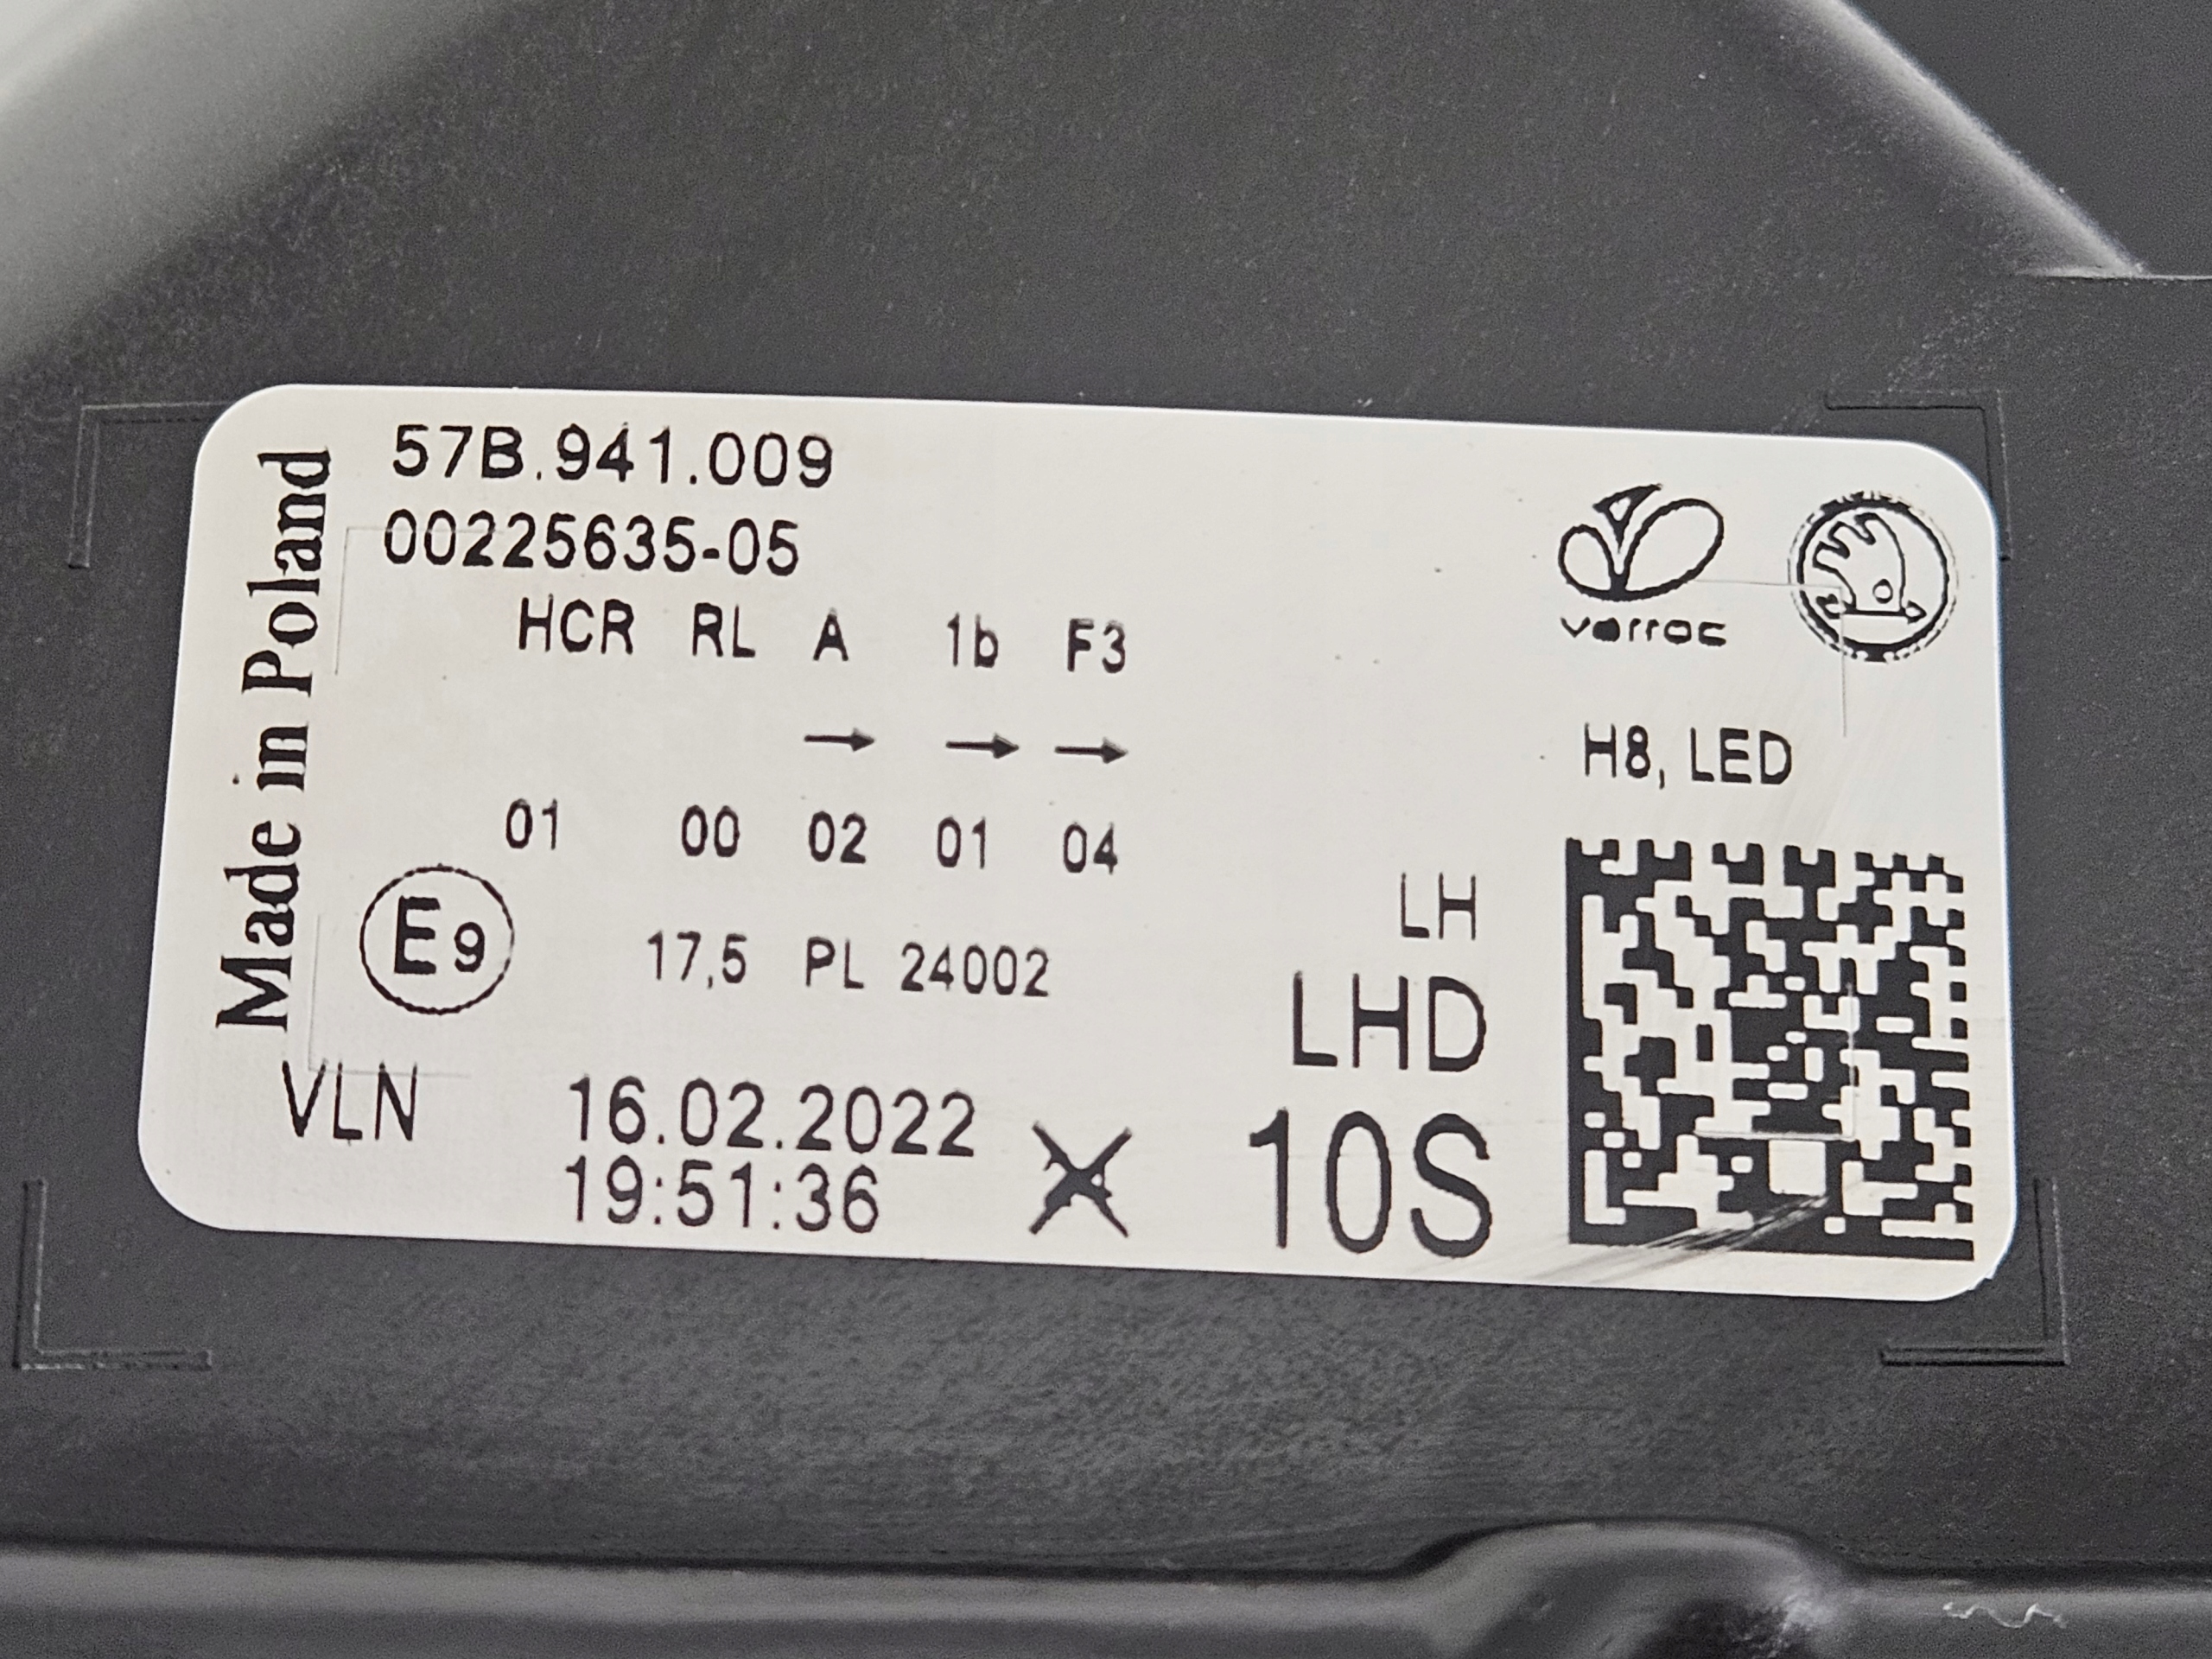 Made in Poland
57B.941.009
00225635-05
HCR RL A 1b F3
→ → →
01 00 02 01 04
E9
17,5 PL 24002
VLN
16.02.2022
19:51:36
varroc
H8, LED
LH
LHD
10S